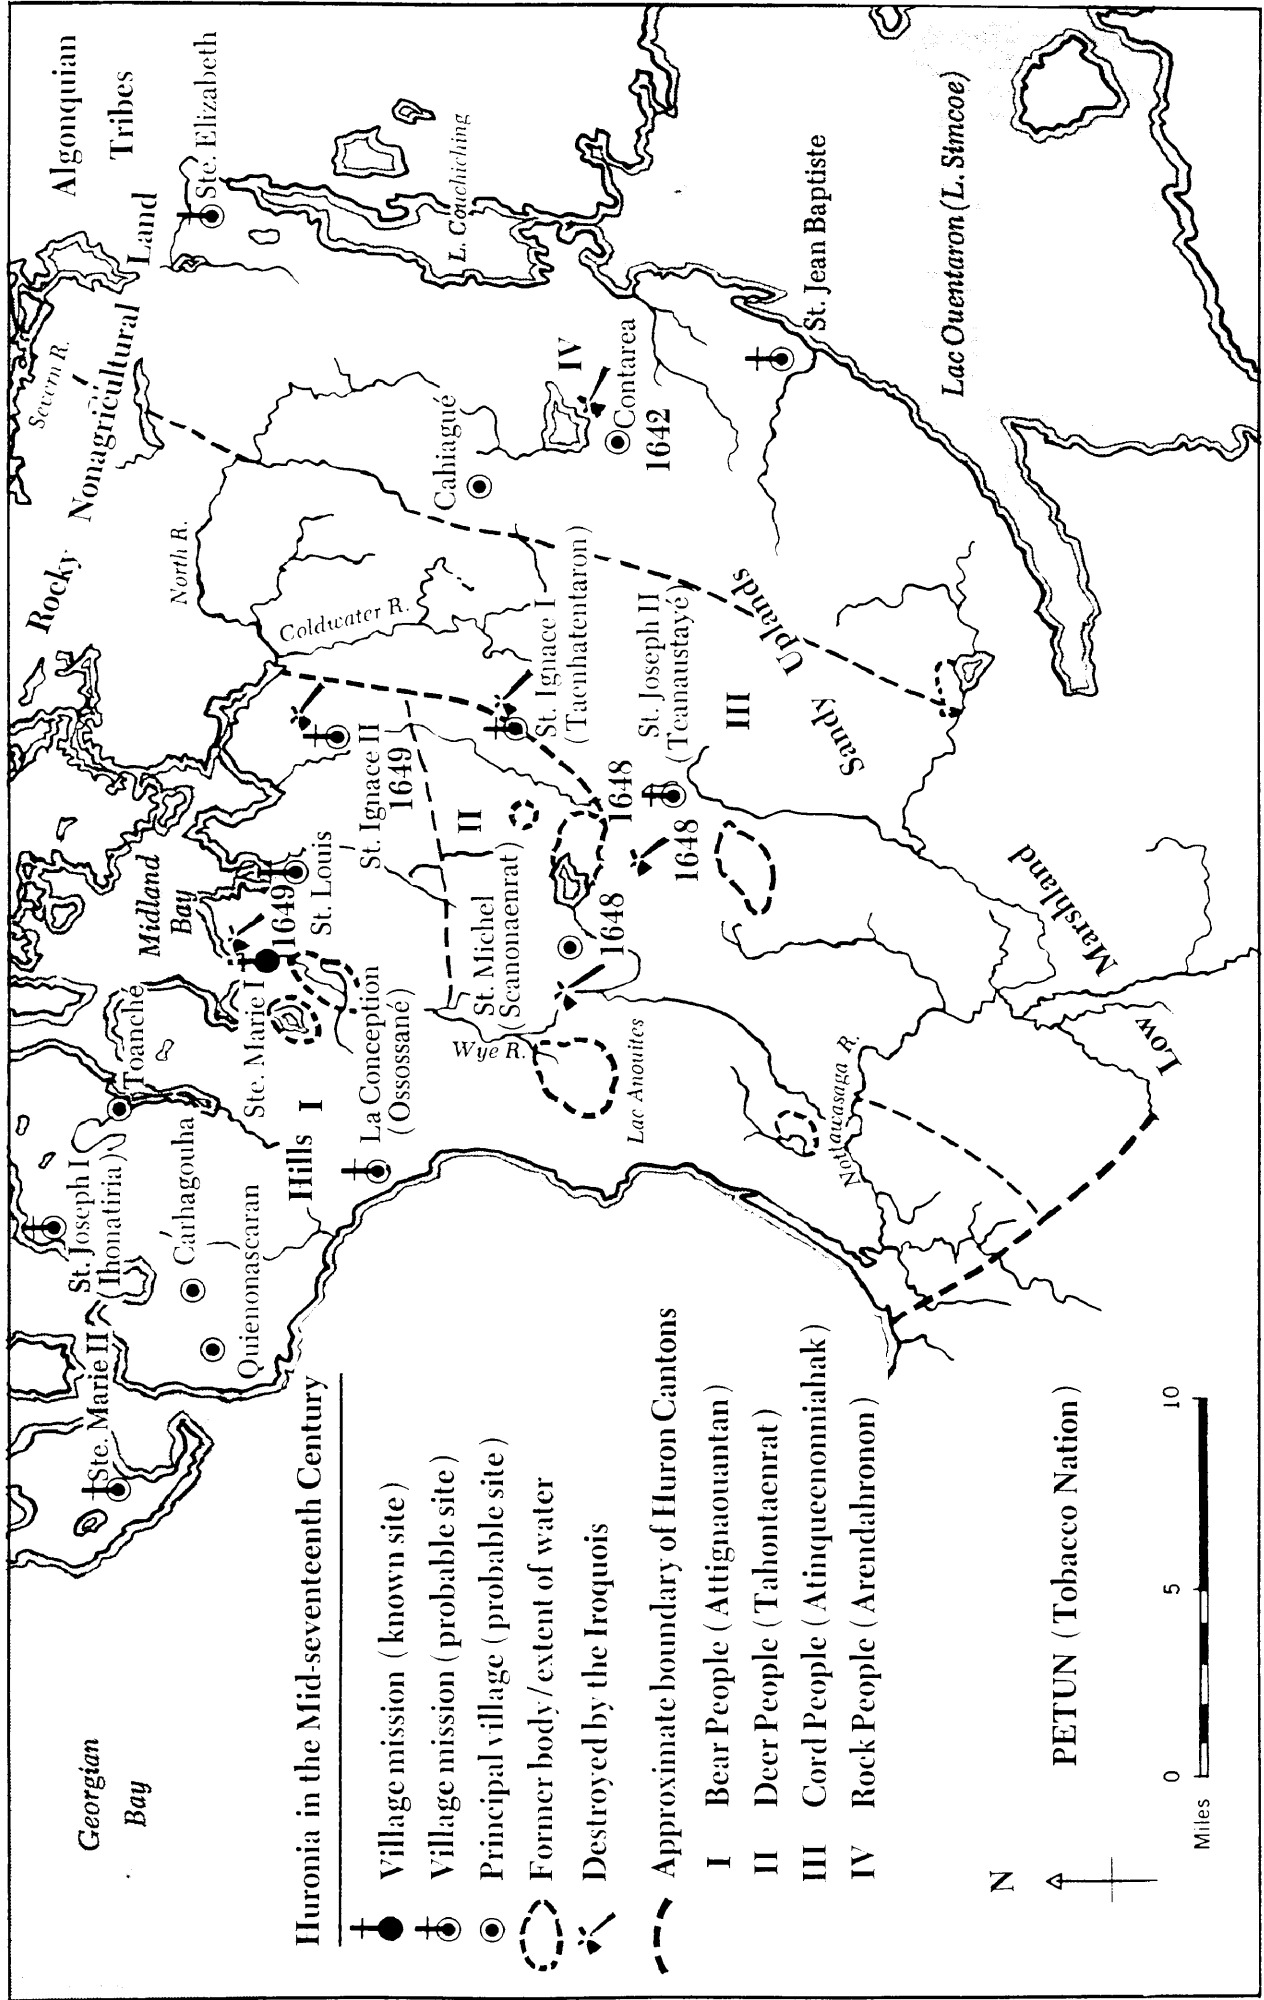 Georgian
Bay
Ste. Marie II
St. Joseph I
(Ihonatiria)
Carhagouha
Quienonascaran
Toanché
Midland
Bay
Ste. Marie I
1649
St. Louis
Hills
I
La Conception
(Ossossané)
Rocky Nonagricultural Land
Severn R.
Algonquian
Tribes
Ste. Elizabeth
North R.
Coldwater R.
St. Ignace II
1649
II
L. Couchiching
Cahiagué
IV
Contarea
1642
St. Ignace I
(Taenhatentaron)
1648
St. Michel
(Scanonaenrat)
1648
Wye R.
Lac Anouites
St. Joseph II
(Teanaustayé)
1648
III
Sandy Uplands
St. Jean Baptiste
Lac Ouentaron (L. Simcoe)
Nottawasaga R.
Low Marshland
Huronia in the Mid-seventeenth Century
Village mission (known site)
Village mission (probable site)
Principal village (probable site)
Former body/extent of water
Destroyed by the Iroquois
Approximate boundary of Huron Cantons
I Bear People (Attignaouantan)
II Deer People (Tahontaenrat)
III Cord People (Atinqueenonniahak)
IV Rock People (Arendahronon)
PETUN (Tobacco Nation)
N
Miles 0 5 10